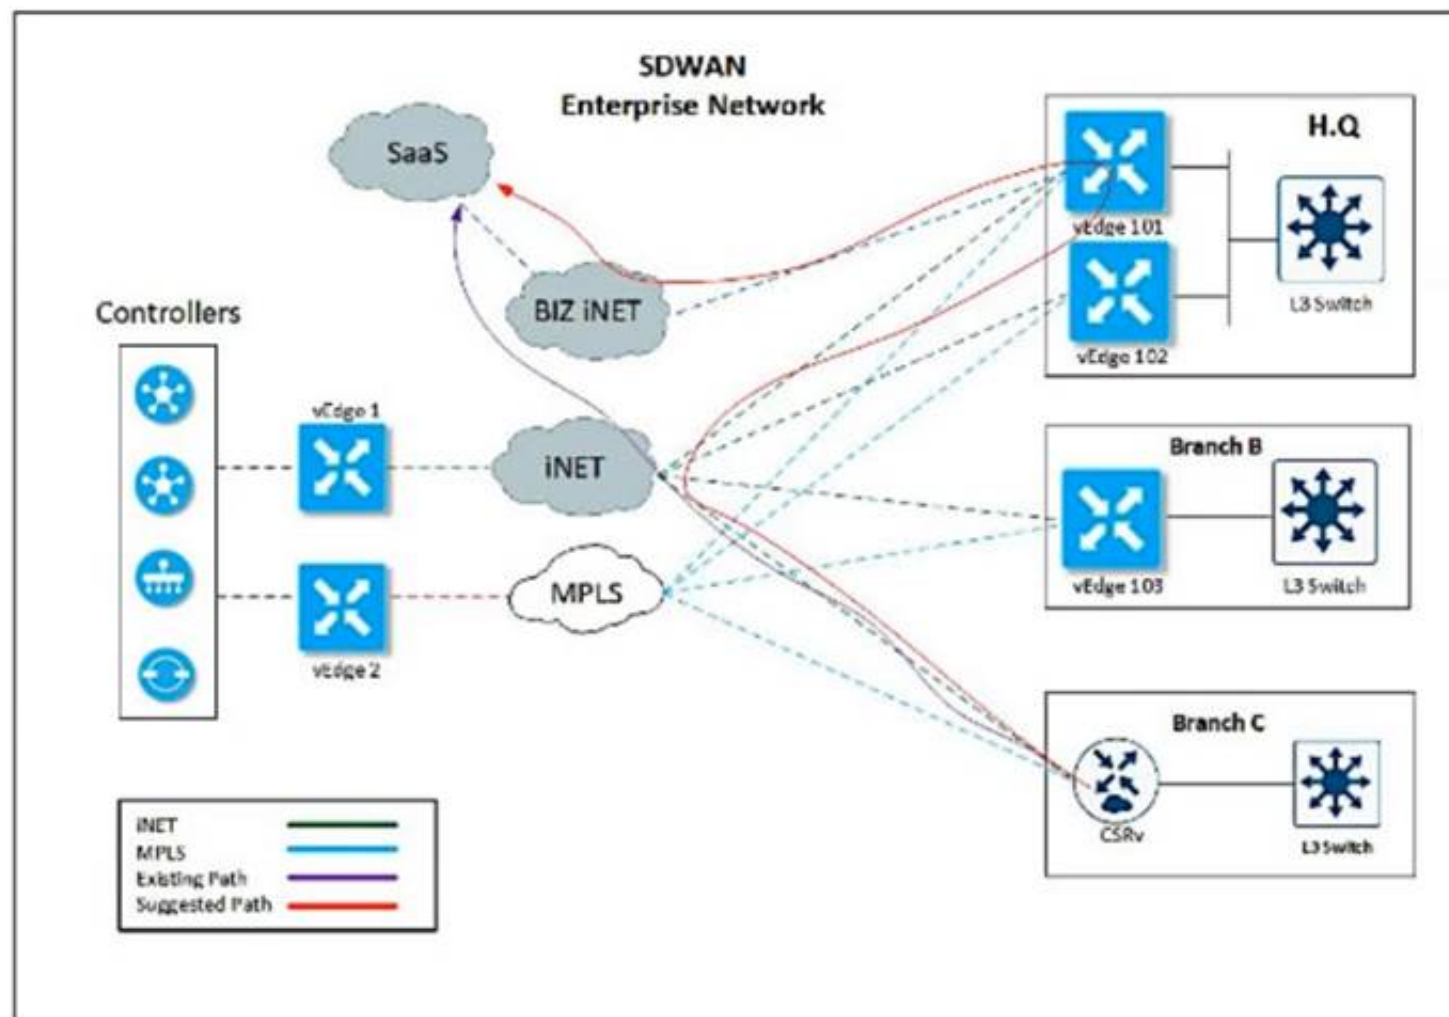 SDWAN
Enterprise Network
SaaS
H.Q
vEdge 101
BIZ iNET
L3 Switch
Controllers
vEdge 102
vEdge 1
Branch B
iNET
MPLS
vEdge 103
L3 Switch
vEdge 2
Branch C
CSRv
L3 Switch
iNET
MPLS
Existing Path
Suggested Path